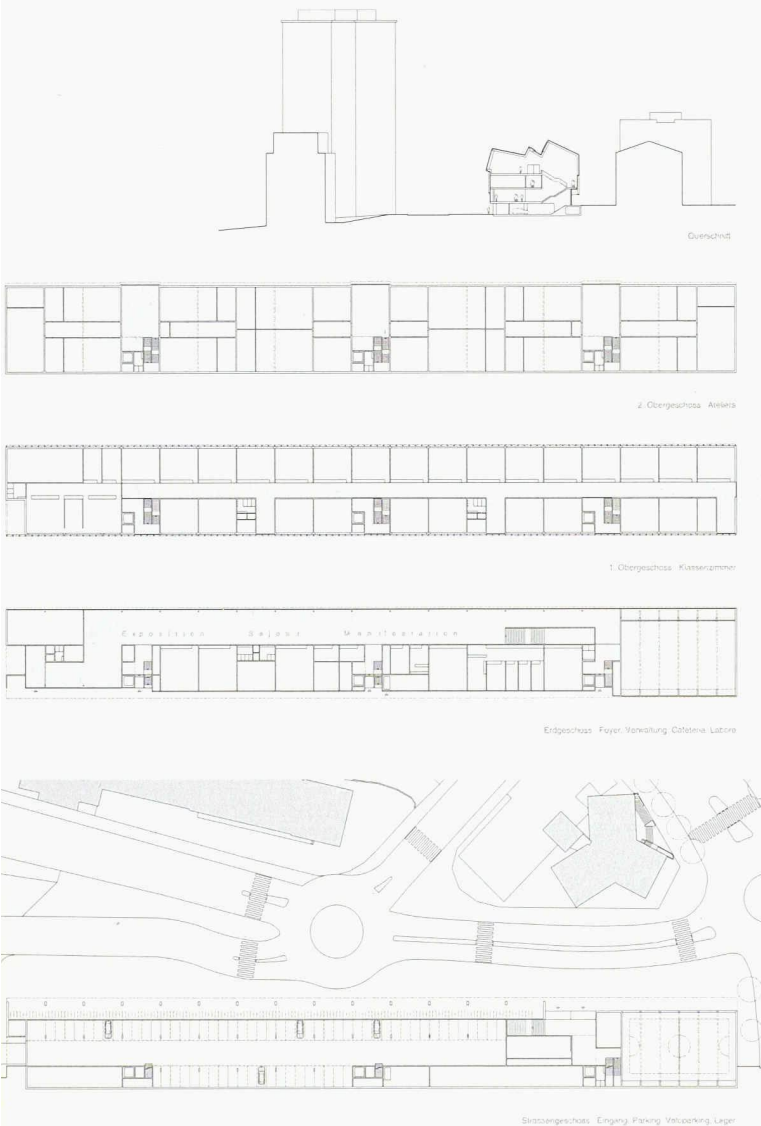 Querschnitt
2. Obergeschoss Ateliers
1. Obergeschoss Klassenzimmer
Exposition Séjour Manifestation
Erdgeschoss Foyer, Verwaltung, Cafeteria, Labors
Strassengeschoss Eingang, Parking, Veloparking, Lager